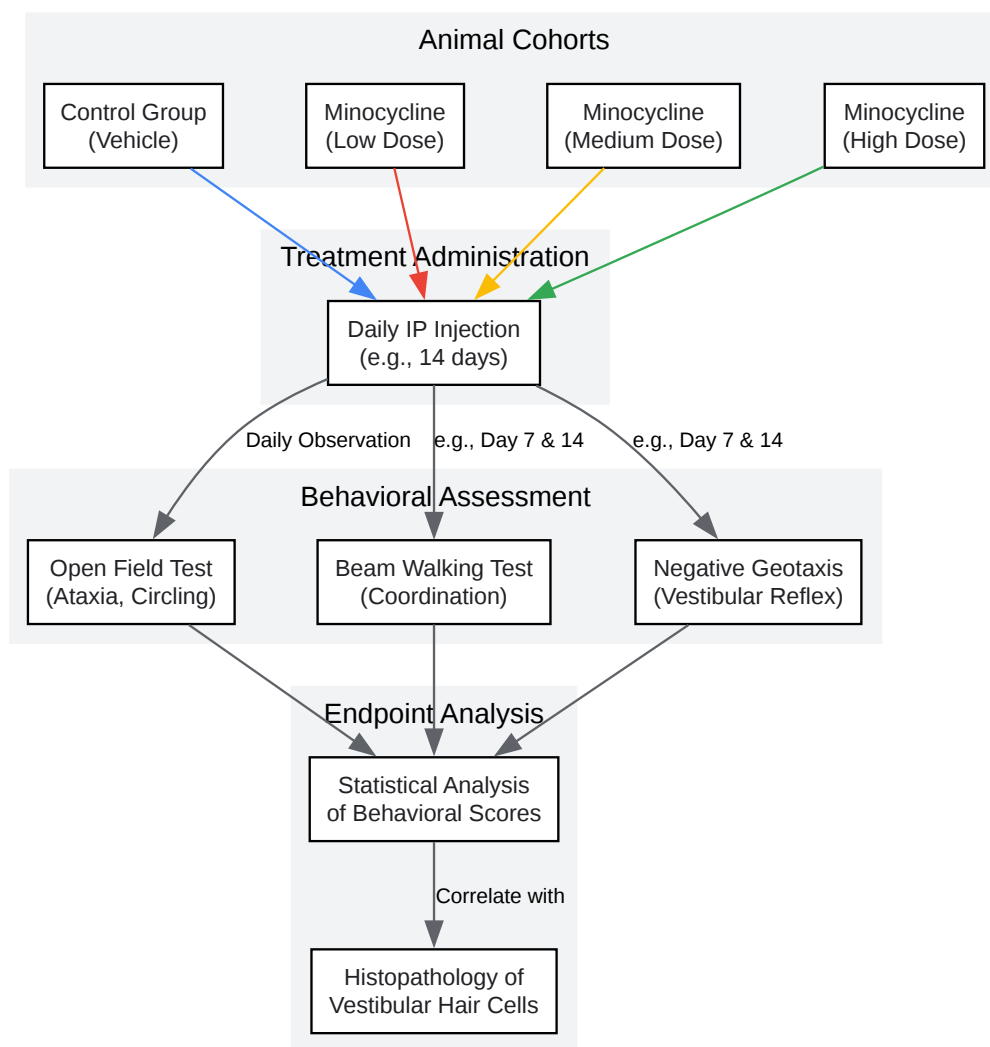 Animal Cohorts
Control Group
(Vehicle)
Minocycline
(Low Dose)
Minocycline
(Medium Dose)
Minocycline
(High Dose)
Treatment Administration
Daily IP Injection
(e.g., 14 days)
Daily Observation
e.g., Day 7 & 14
e.g., Day 7 & 14
Behavioral Assessment
Open Field Test
(Ataxia, Circling)
Beam Walking Test
(Coordination)
Negative Geotaxis
(Vestibular Reflex)
Endpoint Analysis
Statistical Analysis
of Behavioral Scores
Correlate with
Histopathology of
Vestibular Hair Cells